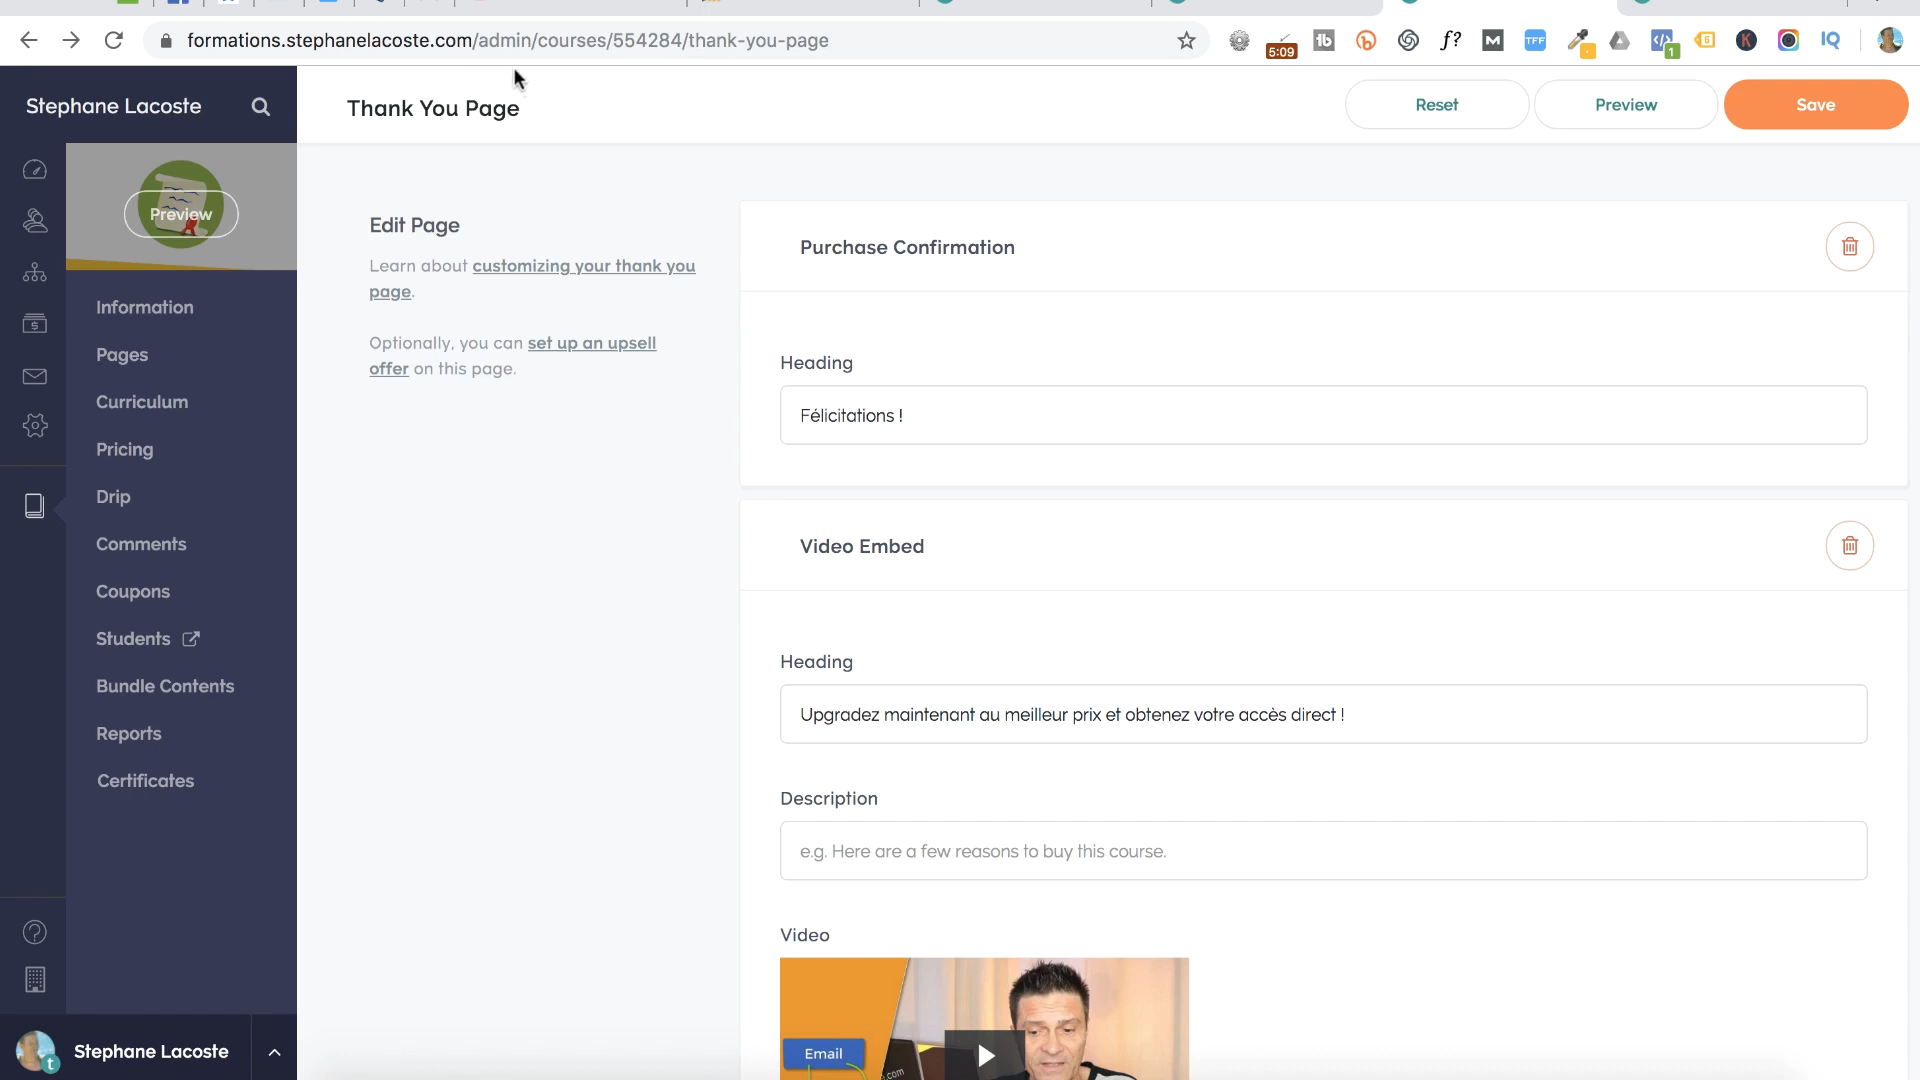 formations.stephanelacoste.com/admin/courses/554284/thank-you-page
5:09
f?
TFF
1
6
K
IQ
Stephane Lacoste
Thank You Page
Reset
Preview
Save
Preview
Information
Pages
Curriculum
Pricing
Drip
Comments
Coupons
Students
Bundle Contents
Reports
Certificates
Edit Page
Learn about customizing your thank you
page.
Optionally, you can set up an upsell
offer on this page.
Purchase Confirmation
Heading
Félicitations !
Video Embed
Heading
Upgradez maintenant au meilleur prix et obtenez votre accès direct !
Description
e.g. Here are a few reasons to buy this course.
Video
Email
.com
t
Stephane Lacoste